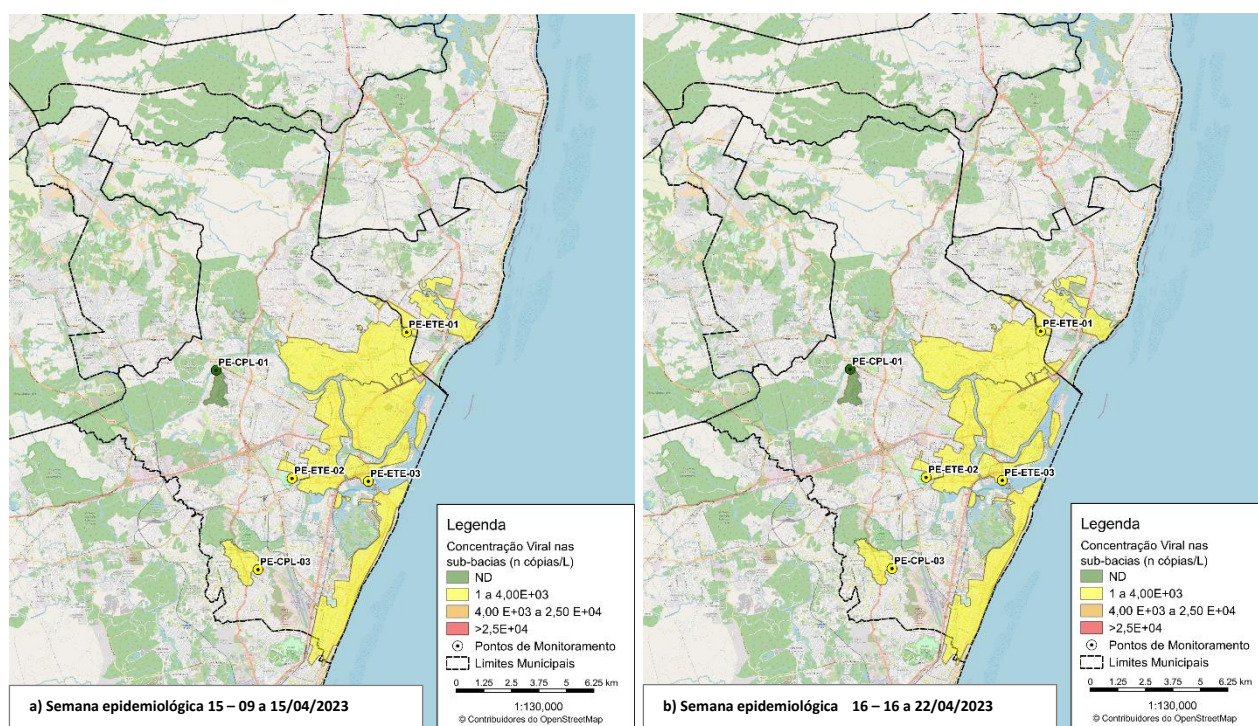 PE-ETE-01
PE-CPL-01
PE-ETE-02
PE-ETE-03
PE-CPL-03
Legenda
Concentração Viral nas
sub-bacias (n cópias/L)
ND
1 a 4,00E+03
4,00 E+03 a 2,50 E+04
>2,5E+04
Pontos de Monitoramento
Limites Municipais
0 1.25 2.5 3.75 5 6.25 km
1:130,000
© Contribuidores do OpenStreetMap
a) Semana epidemiológica 15 – 09 a 15/04/2023
PE-ETE-01
PE-CPL-01
PE-ETE-02
PE-ETE-03
PE-CPL-03
Legenda
Concentração Viral nas
sub-bacias (n cópias/L)
ND
1 a 4,00E+03
4,00 E+03 a 2,50 E+04
>2,5E+04
Pontos de Monitoramento
Limites Municipais
0 1.25 2.5 3.75 5 6.25 km
1:130,000
© Contribuidores do OpenStreetMap
b) Semana epidemiológica 16 – 16 a 22/04/2023